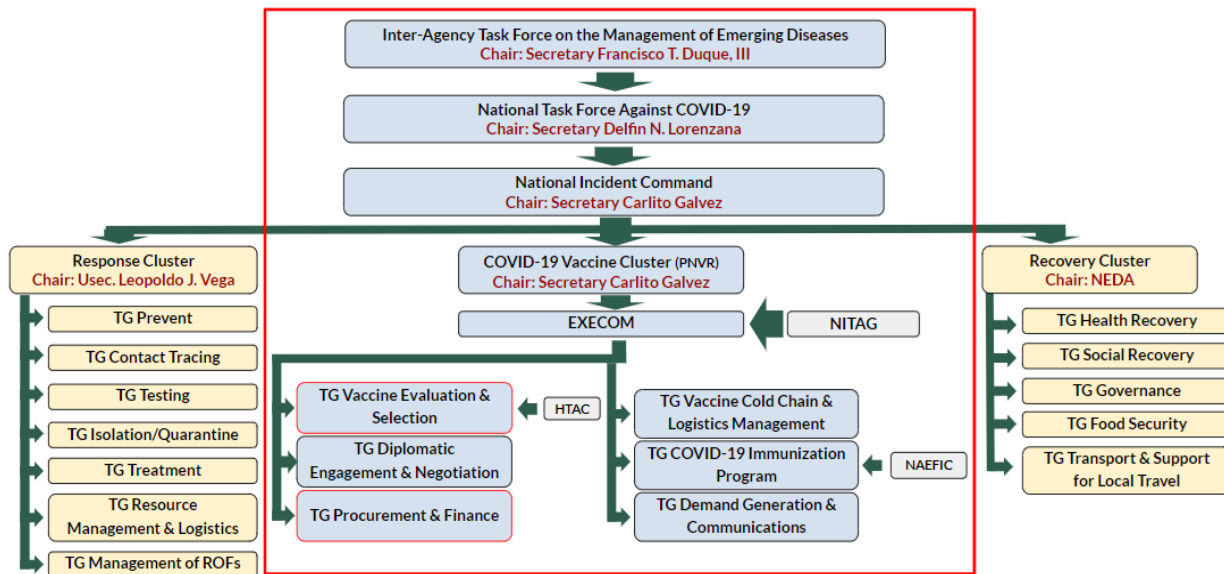 Inter-Agency Task Force on the Management of Emerging Diseases
Chair: Secretary Francisco T. Duque, III
National Task Force Against COVID-19
Chair: Secretary Delfin N. Lorenzana
National Incident Command
Chair: Secretary Carlito Galvez
Response Cluster
Chair: Usec. Leopoldo J. Vega
TG Prevent
TG Contact Tracing
TG Testing
TG Isolation/Quarantine
TG Treatment
TG Resource
Management & Logistics
TG Management of ROFs
COVID-19 Vaccine Cluster (PNVR)
Chair: Secretary Carlito Galvez
EXECOM
NITAG
TG Vaccine Evaluation &
Selection
HTAC
TG Diplomatic
Engagement & Negotiation
TG Procurement & Finance
TG Vaccine Cold Chain &
Logistics Management
TG COVID-19 Immunization
Program
NAEFIC
TG Demand Generation &
Communications
Recovery Cluster
Chair: NEDA
TG Health Recovery
TG Social Recovery
TG Governance
TG Food Security
TG Transport & Support
for Local Travel